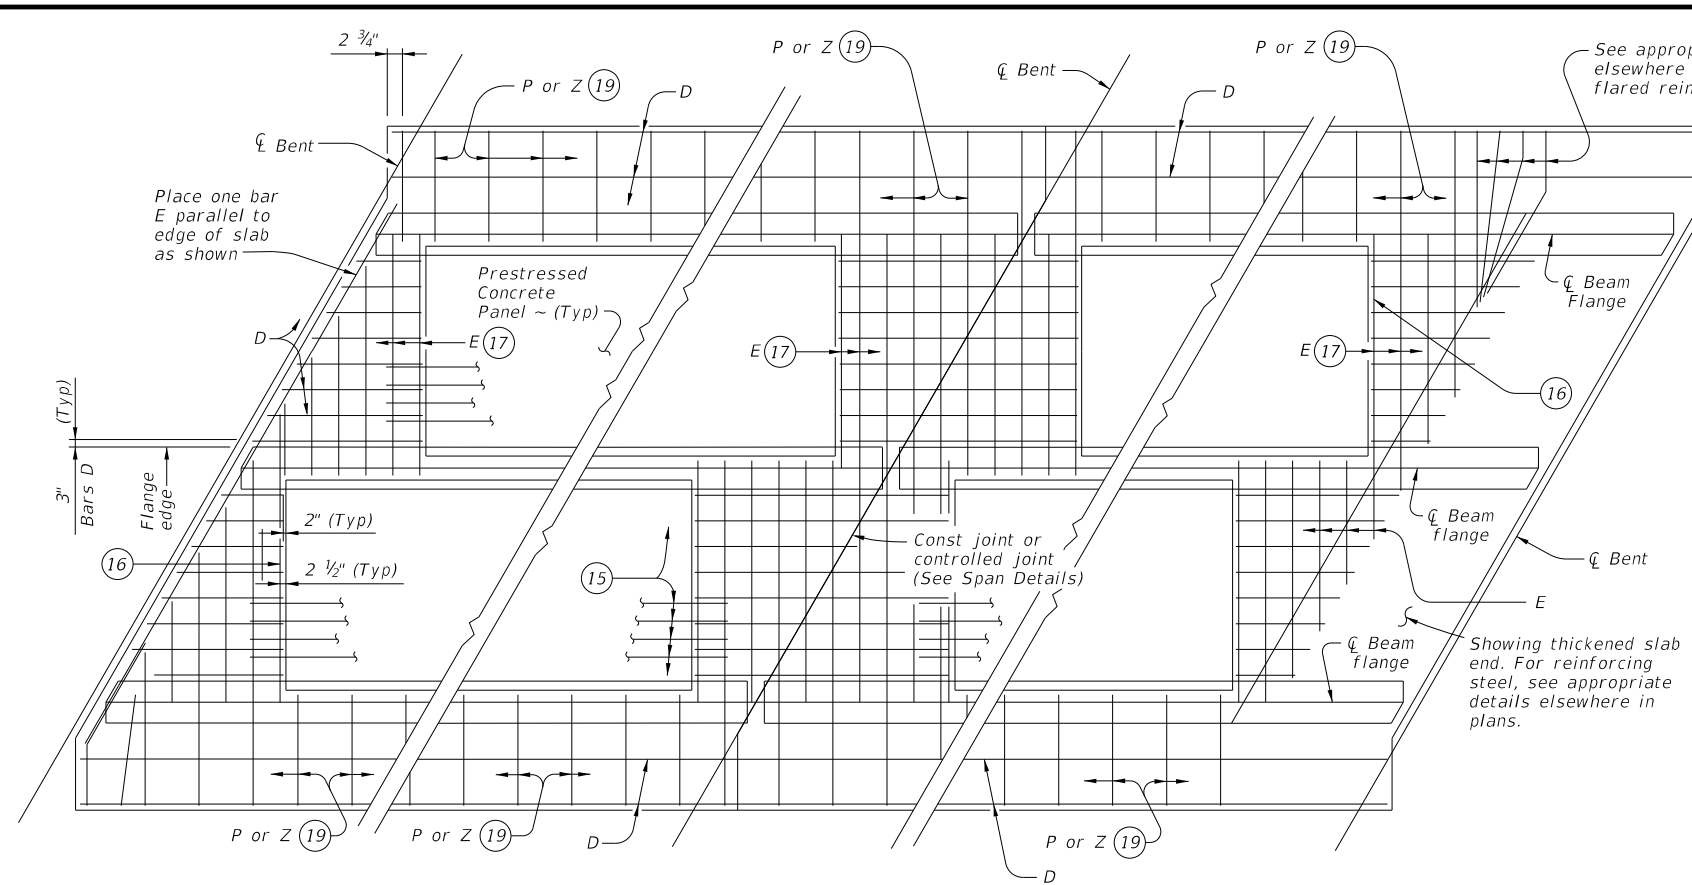 2 ¾"
P or Z 19
D
P or Z 19
℄ Bent
D
P or Z 19
See approp
elsewhere
flared rein
℄ Bent
Place one bar
E parallel to
edge of slab
as shown
Prestressed
Concrete
Panel ~ (Typ)
℄ Beam
Flange
D
E 17
E 17
E 17
16
(Typ)
3"
Bars D
Flange
edge
2" (Typ)
16
2 ½" (Typ)
15
Const joint or
controlled joint
(See Span Details)
℄ Beam
flange
℄ Bent
E
℄ Beam
flange
Showing thickened slab
end. For reinforcing
steel, see appropriate
details elsewhere in
plans.
P or Z 19
P or Z 19
D
P or Z 19
D